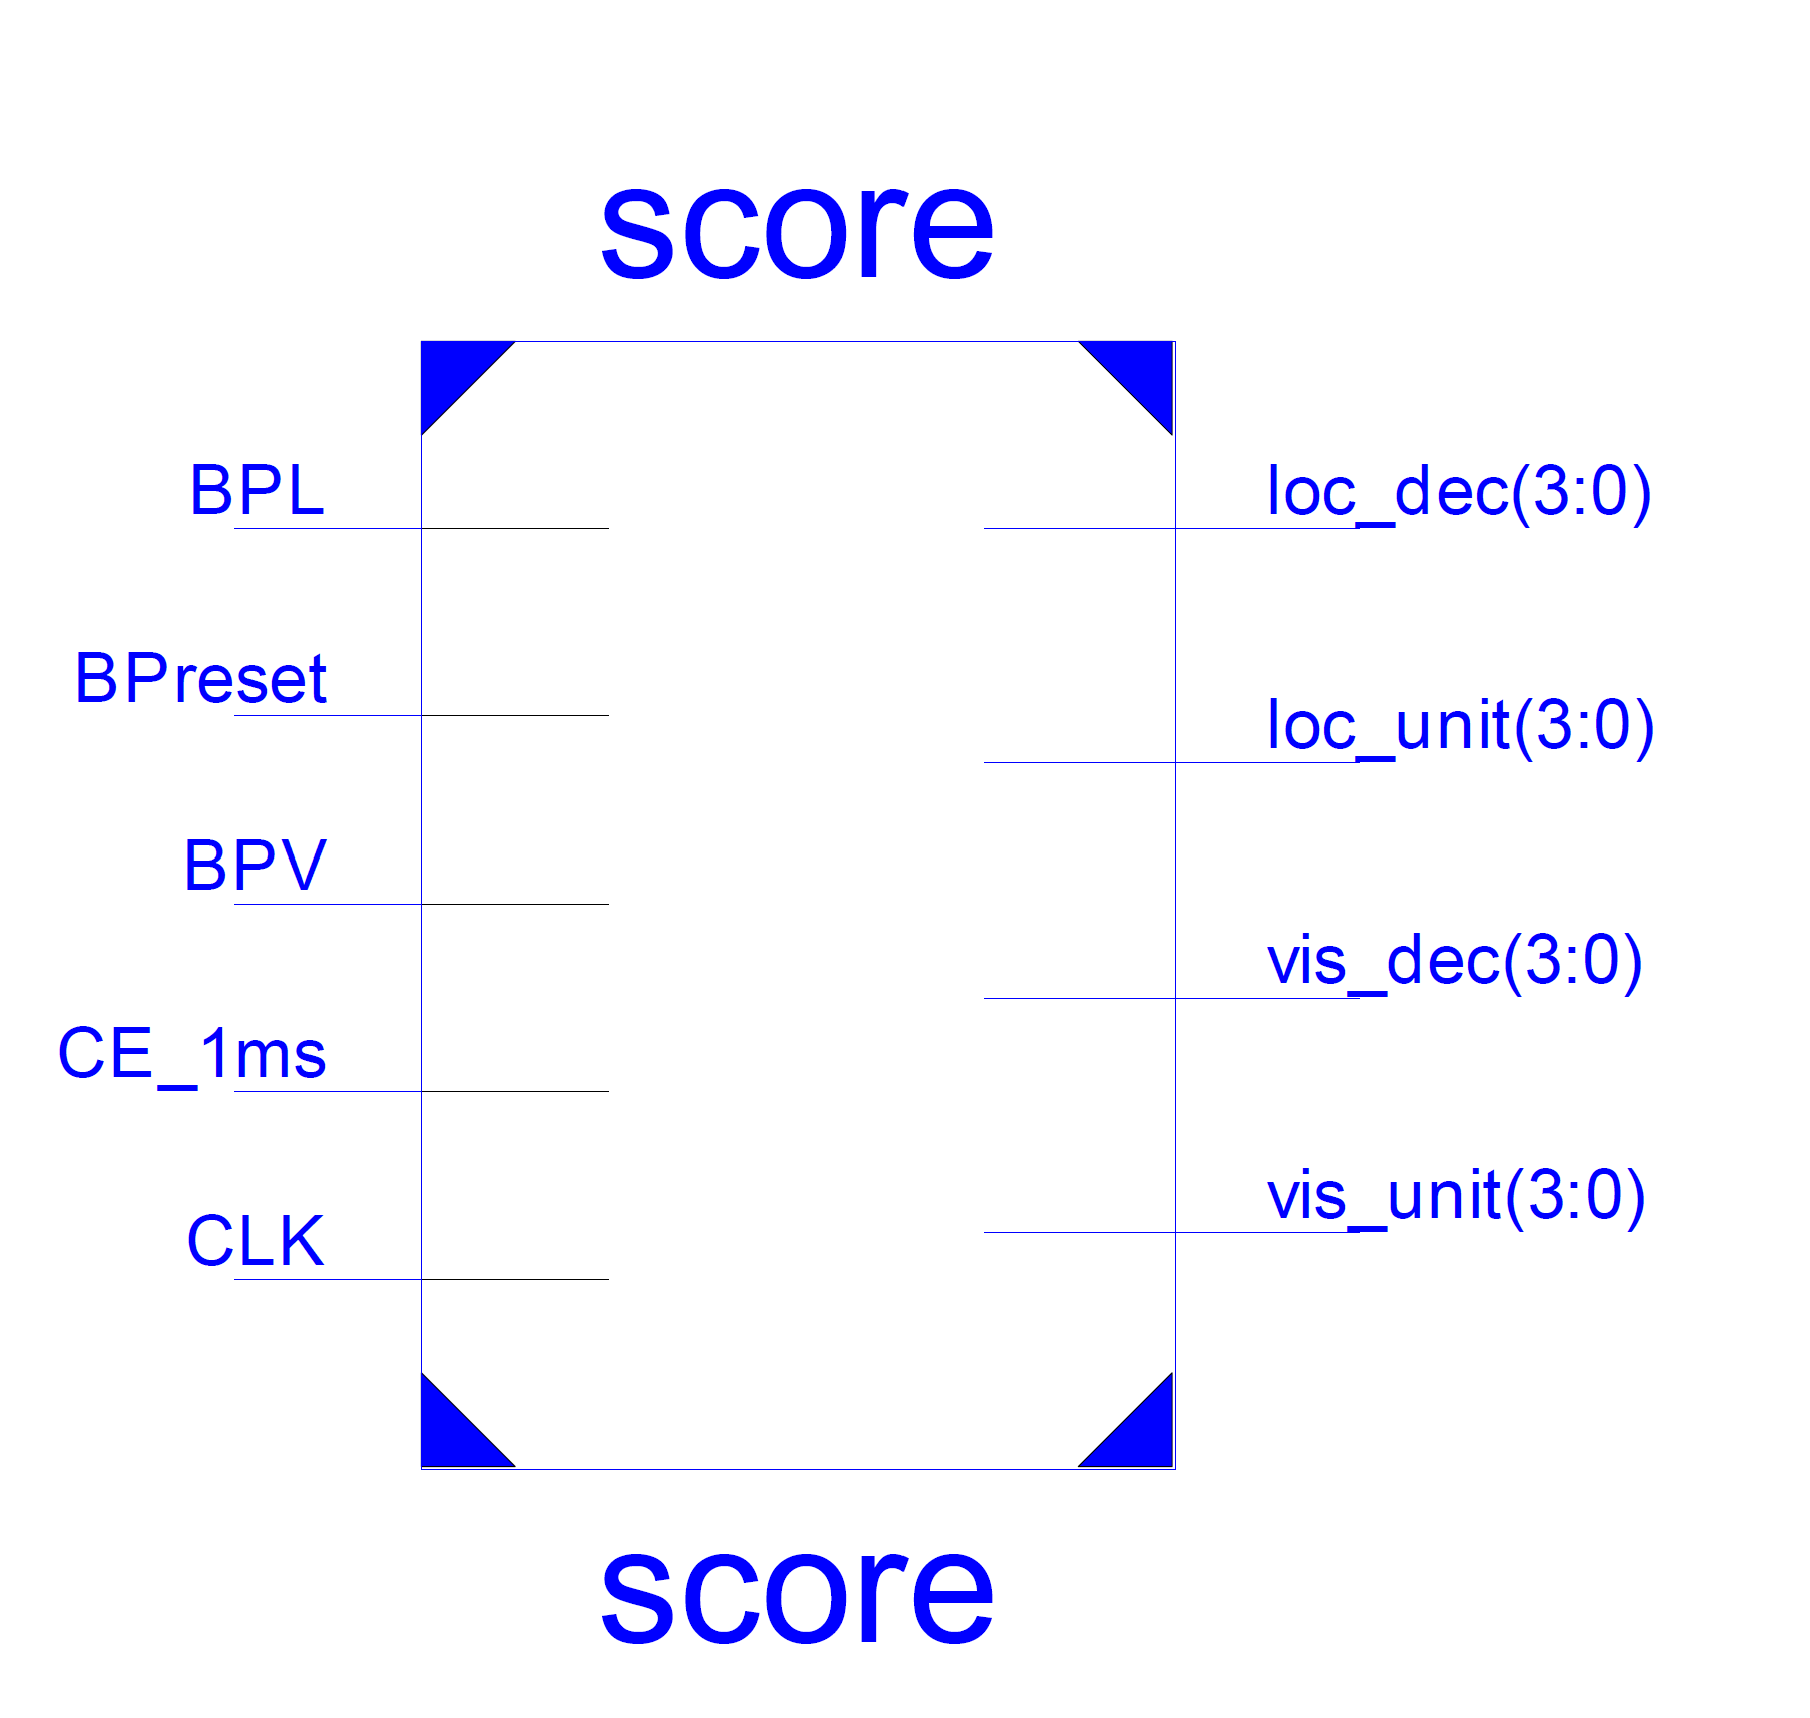 score
BPL
BPreset
BPV
CE_1ms
CLK
loc_dec(3:0)
loc_unit(3:0)
vis_dec(3:0)
vis_unit(3:0)
score